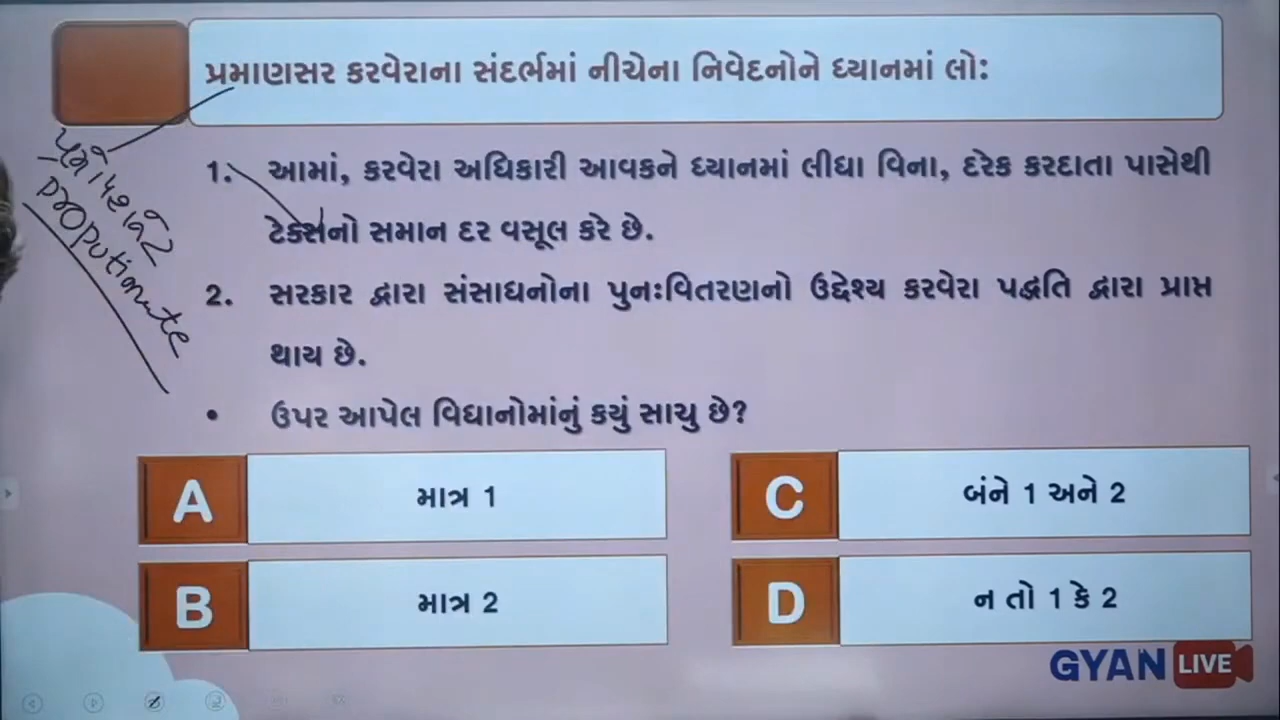 પ્રમાણસર કરવેરાના સંદર્ભમાં નીચેના નિવેદનોને ધ્યાનમાં લો:
1. આમાં, કરવેરા અધિકારી આવકને ધ્યાનમાં લીધા વિના, દરેક કરદાતા પાસેથી
ટેક્સનો સમાન દર વસૂલ કરે છે.
2. સરકાર દ્વારા સંસાધનોના પુનઃવિતરણનો ઉદ્દેશ્ય કરવેરા પદ્ધતિ દ્વારા પ્રાપ્ત
થાય છે.
• ઉપર આપેલ વિધાનોમાંનું કયું સાચુ છે?
A માત્ર 1
B માત્ર 2
C બંને 1 અને 2
D ન તો 1 કે 2
GYAN LIVE